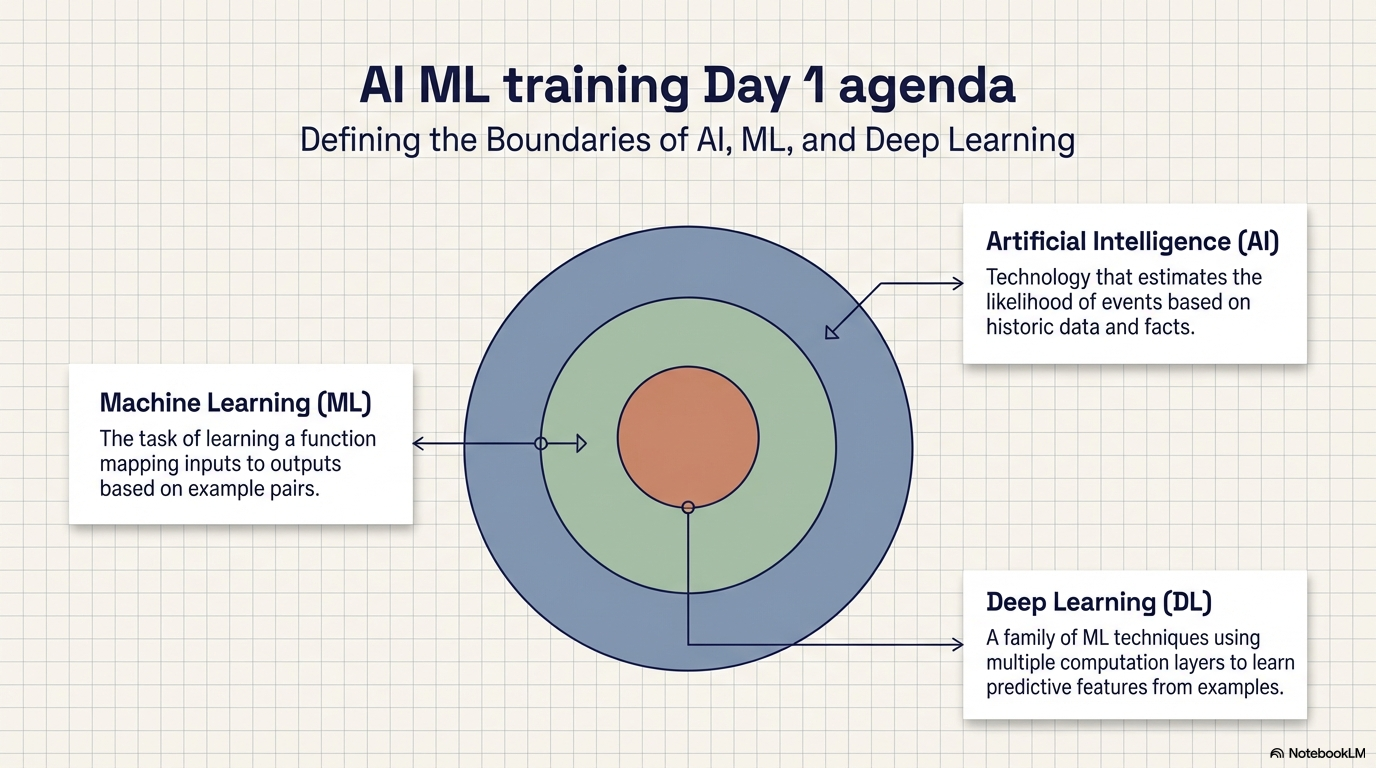 AI ML training Day 1 agenda
Defining the Boundaries of AI, ML, and Deep Learning
Artificial Intelligence (AI)
Technology that estimates the
likelihood of events based on
historic data and facts.
Machine Learning (ML)
The task of learning a function
mapping inputs to outputs
based on example pairs.
Deep Learning (DL)
A family of ML techniques using
multiple computation layers to learn
predictive features from examples.
NotebookLM